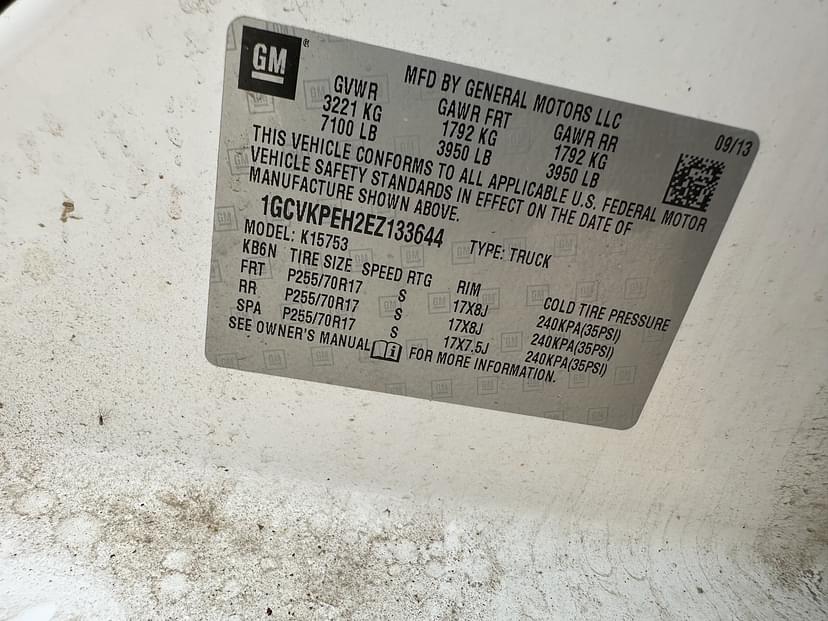 GM®
MFD BY GENERAL MOTORS LLC 09/13
GVWR GAWR FRT GAWR RR
3221 KG 1792 KG 1792 KG
7100 LB 3950 LB 3950 LB
THIS VEHICLE CONFORMS TO ALL APPLICABLE U.S. FEDERAL MOTOR
VEHICLE SAFETY STANDARDS IN EFFECT ON THE DATE OF
MANUFACTURE SHOWN ABOVE.
1GCVKPEH2EZ133644 TYPE: TRUCK
MODEL: K15753
KB6N TIRE SIZE SPEED RTG RIM COLD TIRE PRESSURE
FRT P255/70R17 S 17X8J 240KPA(35PSI)
RR P255/70R17 S 17X8J 240KPA(35PSI)
SPA P255/70R17 S 17X7.5J 240KPA(35PSI)
SEE OWNER'S MANUAL FOR MORE INFORMATION.